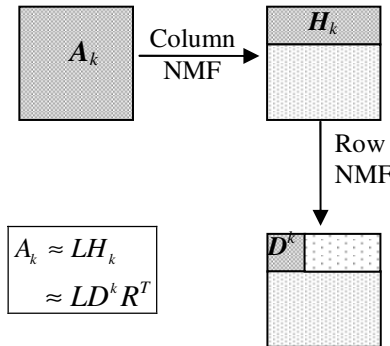 A_k
Column
NMF
H_k
Row
NMF
D^k
A_k ≈ LH_k
≈ LD^k R^T